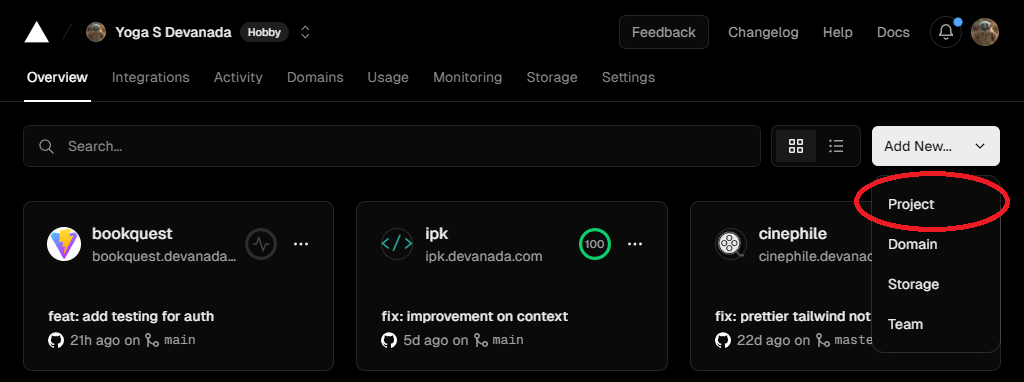 Yoga S Devanada Hobby Feedback Changelog Help Docs
Overview Integrations Activity Domains Usage Monitoring Storage Settings
Search... Add New...
Project
Domain
Storage
Team
bookquest
bookquest.devanada...
feat: add testing for auth
21h ago on main
ipk
ipk.devanada.com
100
fix: improvement on context
5d ago on main
cinephile
cinephile.devanad
fix: prettier tailwind not
22d ago on maste